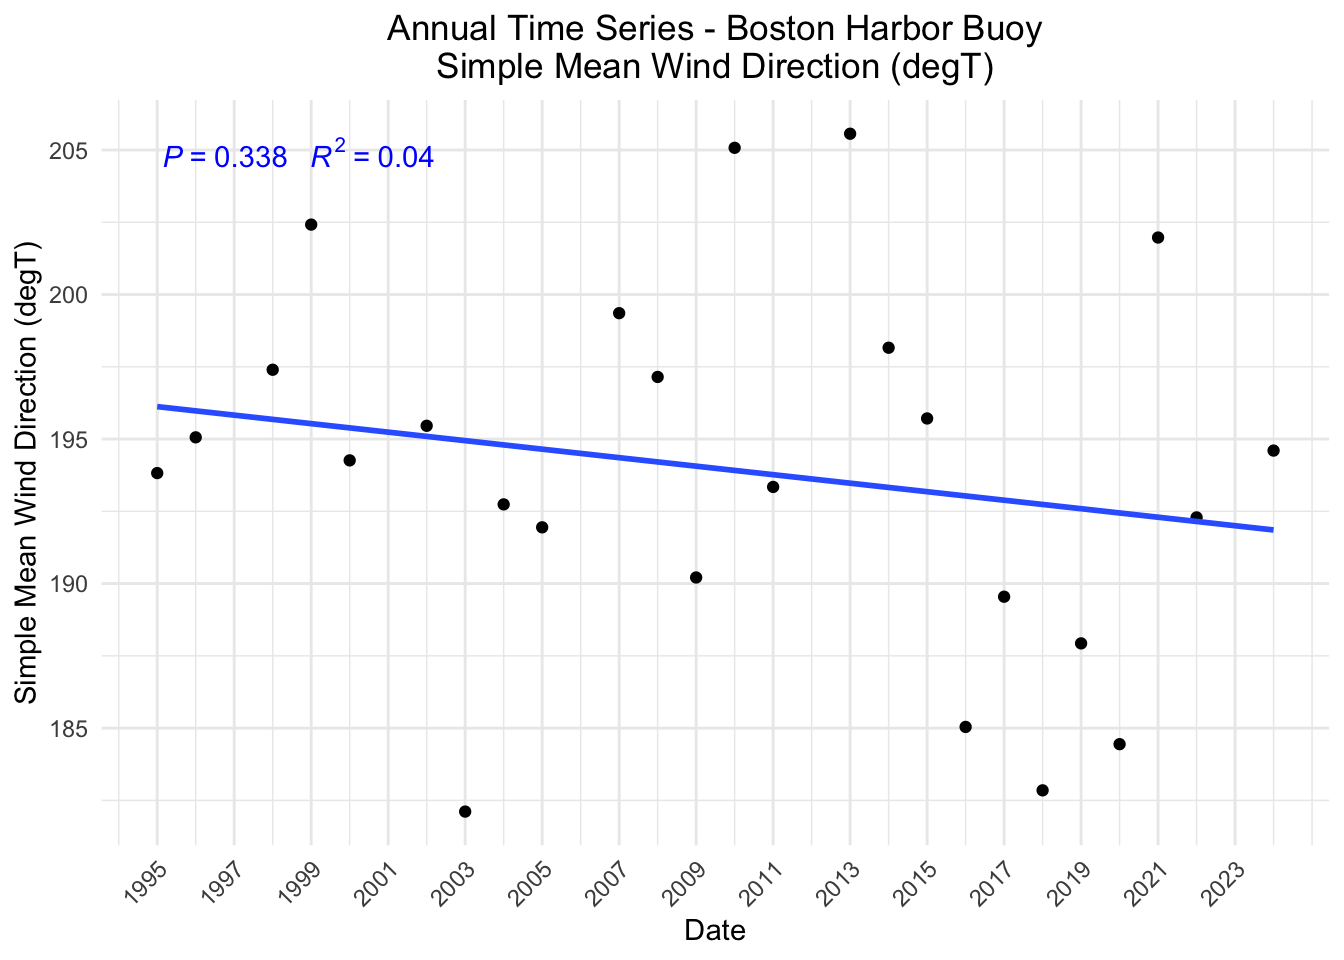 Annual Time Series - Boston Harbor Buoy
Simple Mean Wind Direction (degT)
P = 0.338 R² = 0.04
Simple Mean Wind Direction (degT)
205
200
195
190
185
1995 1997 1999 2001 2003 2005 2007 2009 2011 2013 2015 2017 2019 2021 2023
Date